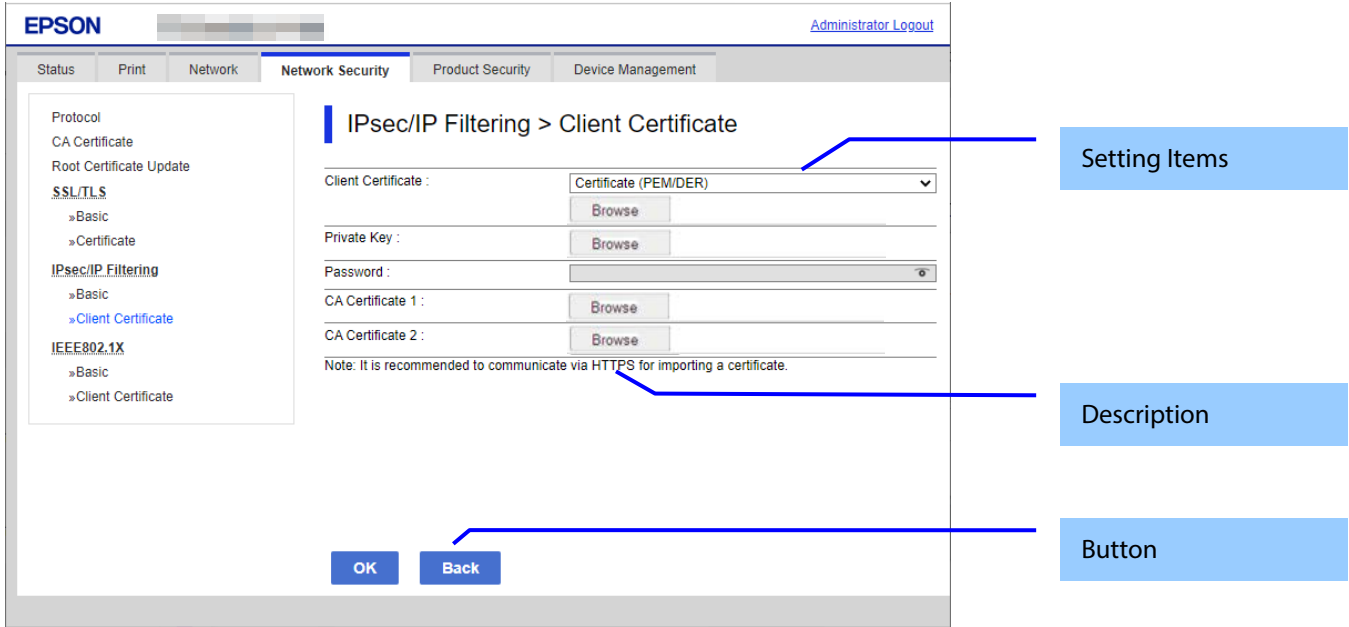 EPSON
Administrator Logout
Status Print Network Network Security Product Security Device Management
Protocol
CA Certificate
Root Certificate Update
SSL/TLS
»Basic
»Certificate
IPsec/IP Filtering
»Basic
»Client Certificate
IEEE802.1X
»Basic
»Client Certificate
IPsec/IP Filtering > Client Certificate
Client Certificate : Certificate (PEM/DER)
Browse
Private Key : Browse
Password :
CA Certificate 1 : Browse
CA Certificate 2 : Browse
Note: It is recommended to communicate via HTTPS for importing a certificate.
OK Back
Setting Items
Description
Button